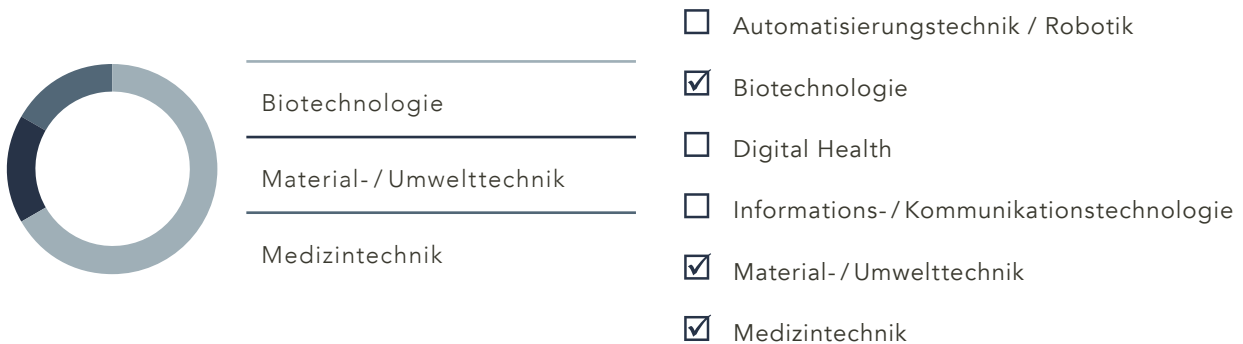 Biotechnologie
Material- / Umwelttechnik
Medizintechnik
Automatisierungstechnik / Robotik
Biotechnologie
Digital Health
Informations- / Kommunikationstechnologie
Material- / Umwelttechnik
Medizintechnik